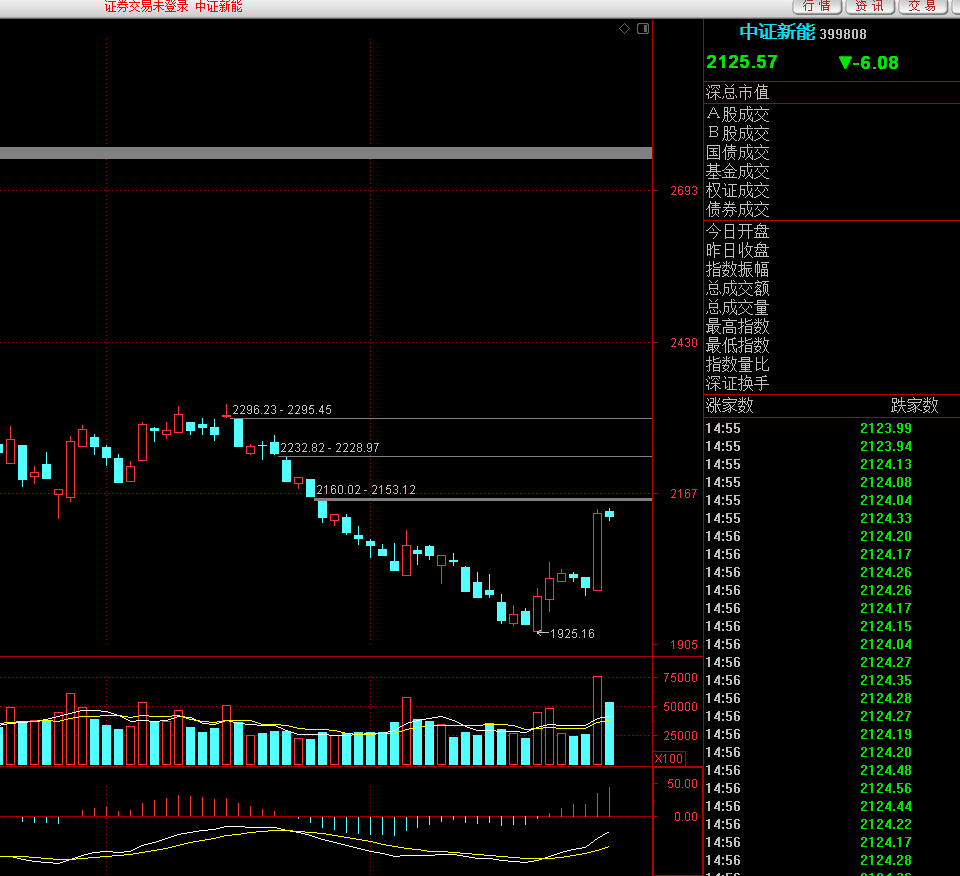 证券交易未登录 中证新能
行情 资讯 交易
中证新能 399808
2125.57 ▼-6.08
深总市值
A股成交
B股成交
国债成交
基金成交
权证成交
债券成交
今日开盘
昨日收盘
指数振幅
总成交额
总成交量
最高指数
最低指数
指数量比
深证换手
涨家数 跌家数
14:55 2123.99
14:55 2123.94
14:55 2124.13
14:55 2124.08
14:55 2124.04
14:55 2124.33
14:56 2124.20
14:56 2124.17
14:56 2124.26
14:56 2124.26
14:56 2124.17
14:56 2124.15
14:56 2124.04
14:56 2124.27
14:56 2124.35
14:56 2124.28
14:56 2124.27
14:56 2124.19
14:56 2124.20
14:56 2124.48
14:56 2124.56
14:56 2124.44
14:56 2124.22
14:56 2124.17
14:56 2124.28
2693
2430
2296.23 - 2295.45
2232.82 - 2228.97
2160.02 - 2153.12
2167
1925.16
1905
75000
50000
25000
X100
50.00
0.00